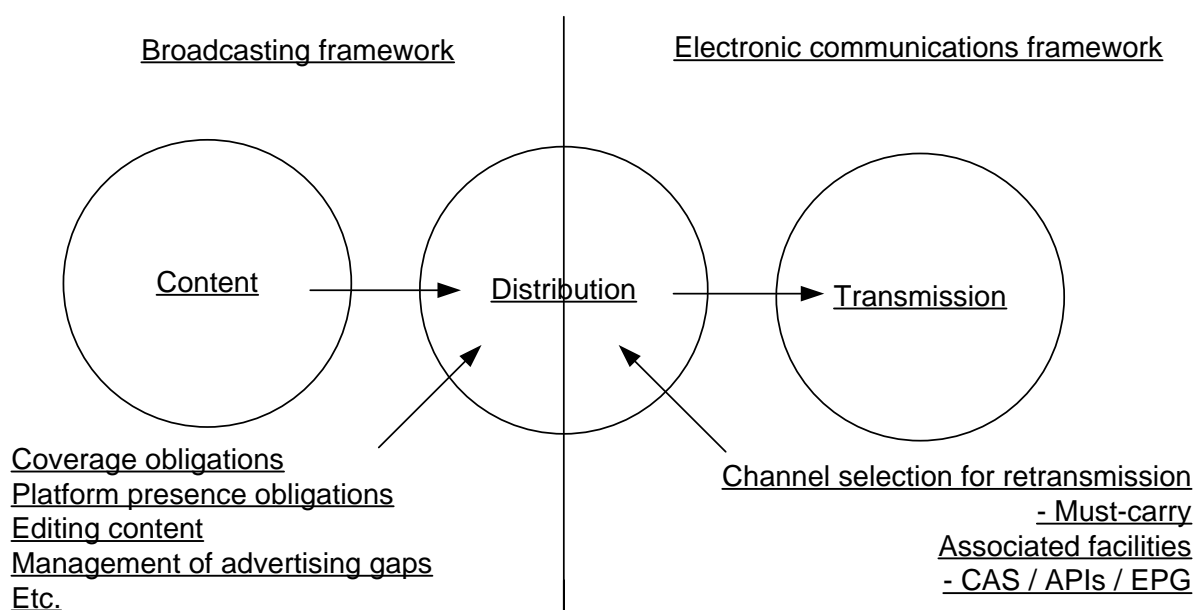 Broadcasting framework
Electronic communications framework
Content
Distribution
Transmission
Coverage obligations
Platform presence obligations
Editing content
Management of advertising gaps
Etc.
Channel selection for retransmission
- Must-carry
Associated facilities
- CAS / APIs / EPG